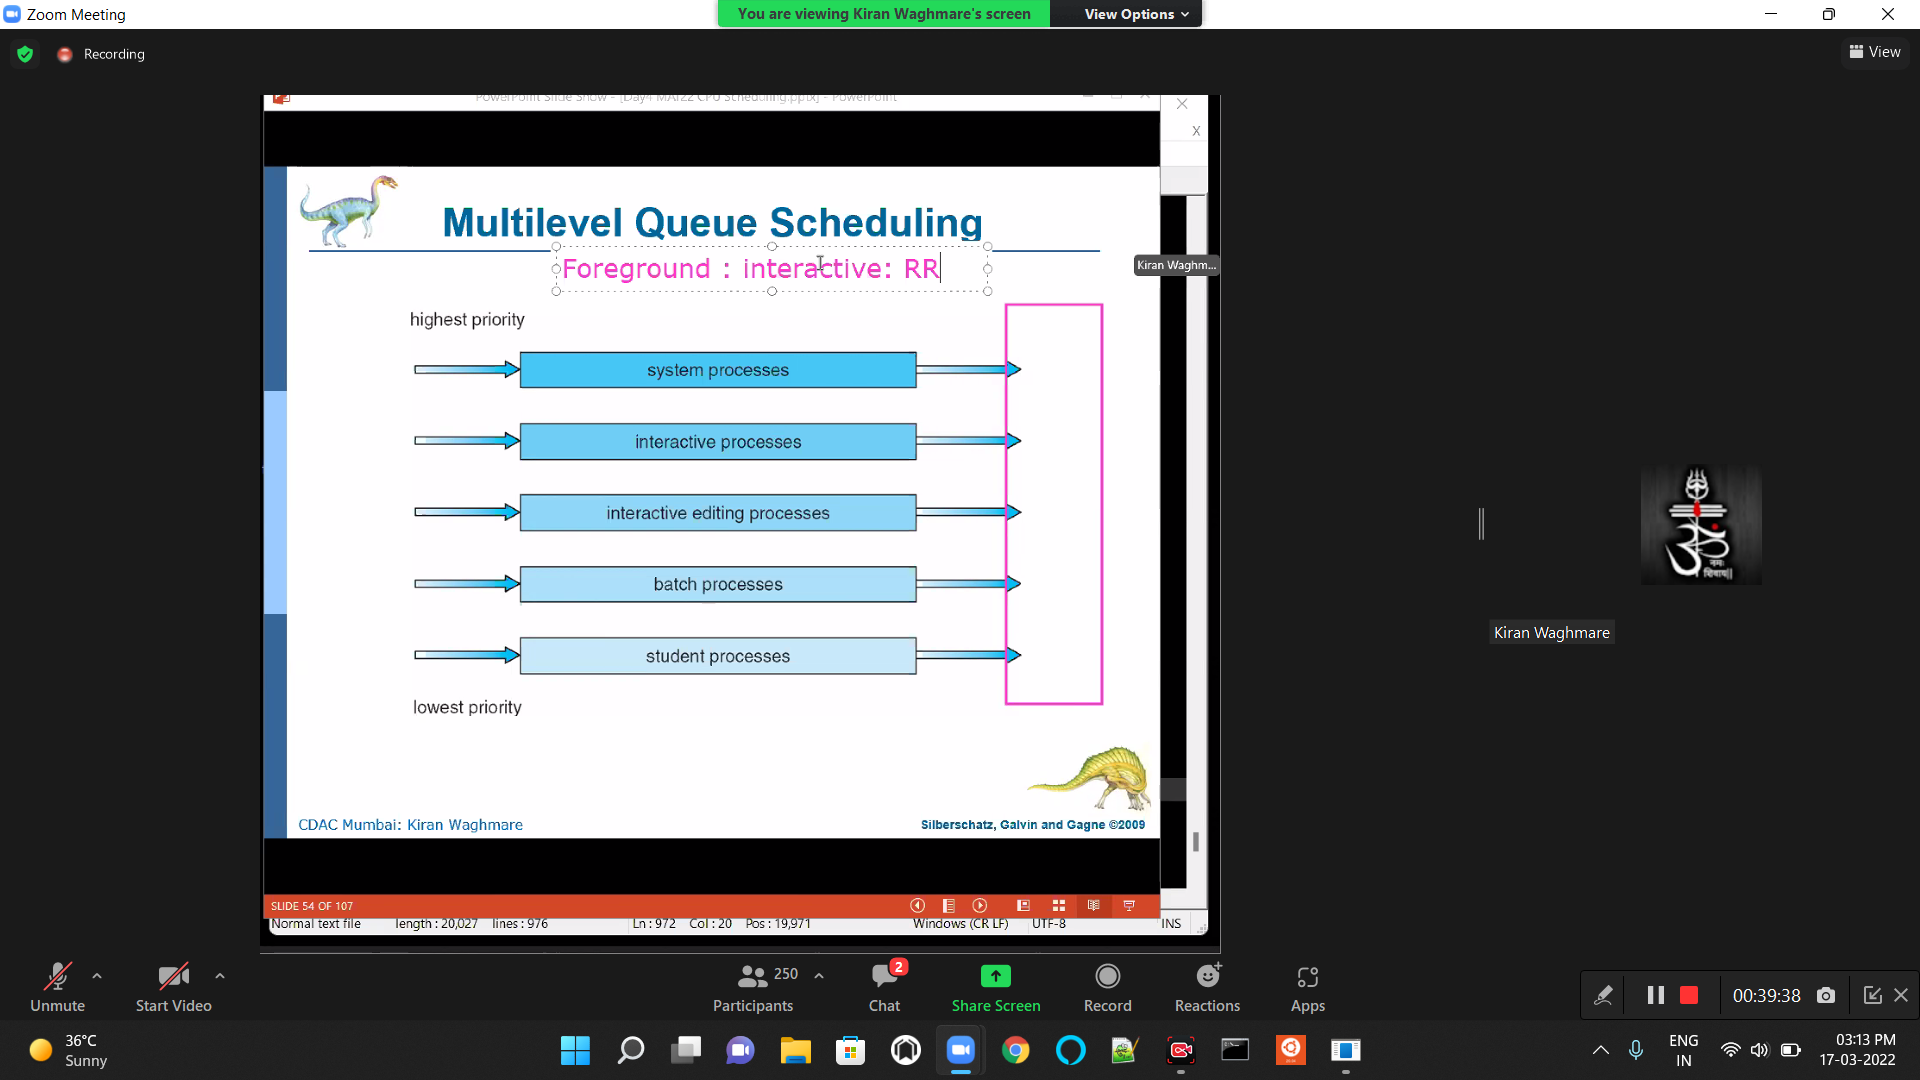 Zoom Meeting
You are viewing Kiran Waghmare's screen
View Options
Recording
View
PowerPoint Slide Show - [Day4 MAY22 CPU Scheduling.pptx] - PowerPoint
X
Multilevel Queue Scheduling
Foreground : interactive: RR
Kiran Waghm...
highest priority
system processes
interactive processes
interactive editing processes
batch processes
student processes
lowest priority
Kiran Waghmare
CDAC Mumbai: Kiran Waghmare
Silberschatz, Galvin and Gagne ©2009
SLIDE 54 OF 107
Normal text file length : 20,027 lines : 976 Ln : 972 Col : 20 Pos : 19,971 Windows (CR LF) UTF-8 INS
250
2
Unmute
Start Video
Participants
Chat
Share Screen
Record
Reactions
Apps
00:39:38
36°C
Sunny
ENG
IN
03:13 PM
17-03-2022